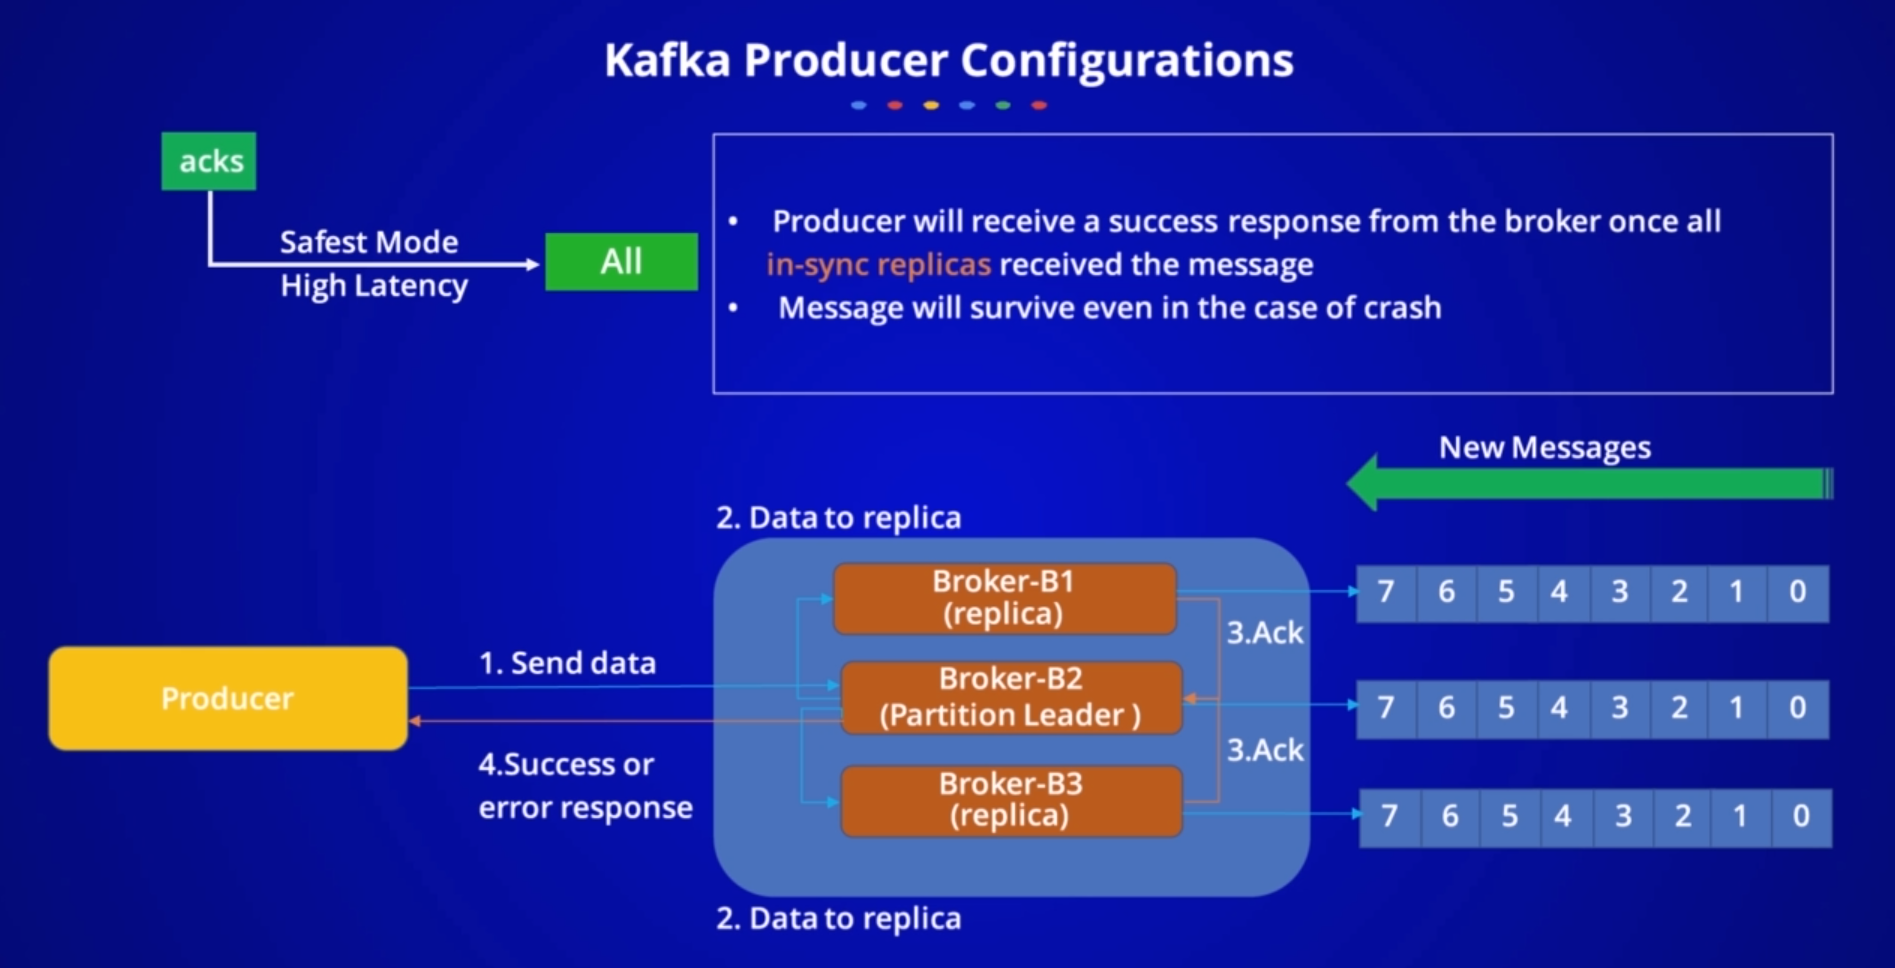 Kafka Producer Configurations
acks
Safest Mode
High Latency
All
• Producer will receive a success response from the broker once all
in-sync replicas received the message
• Message will survive even in the case of crash
New Messages
2. Data to replica
Broker-B1
(replica)
7 6 5 4 3 2 1 0
3.Ack
Producer
1. Send data
Broker-B2
(Partition Leader )
7 6 5 4 3 2 1 0
4.Success or
error response
3.Ack
Broker-B3
(replica)
7 6 5 4 3 2 1 0
2. Data to replica